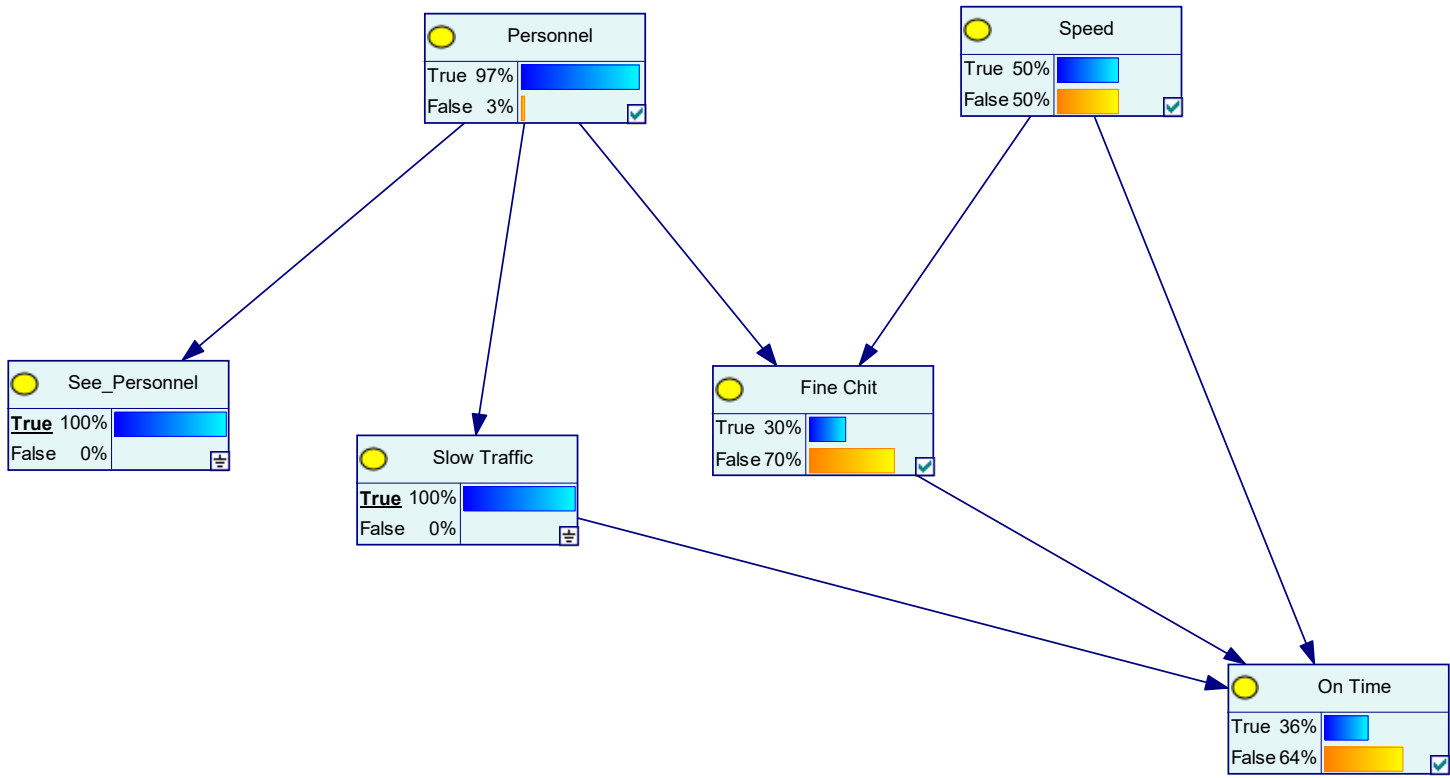 Personnel
True 97%
False 3%
Speed
True 50%
False 50%
See_Personnel
True 100%
False 0%
Fine Chit
True 30%
False 70%
Slow Traffic
True 100%
False 0%
On Time
True 36%
False 64%